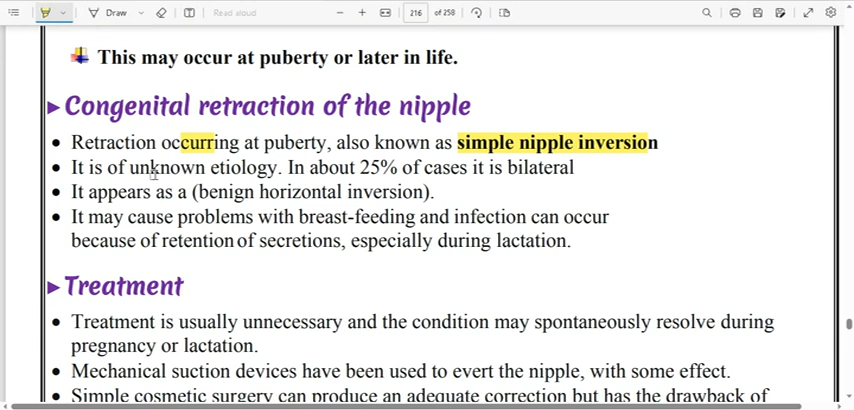 Draw
Read aloud
216 of 258
This may occur at puberty or later in life.
Congenital retraction of the nipple
Retraction occurring at puberty, also known as simple nipple inversion
It is of unknown etiology. In about 25% of cases it is bilateral
It appears as a (benign horizontal inversion).
It may cause problems with breast-feeding and infection can occur
because of retention of secretions, especially during lactation.
Treatment
Treatment is usually unnecessary and the condition may spontaneously resolve during
pregnancy or lactation.
Mechanical suction devices have been used to evert the nipple, with some effect.
Simple cosmetic surgery can produce an adequate correction but has the drawback of